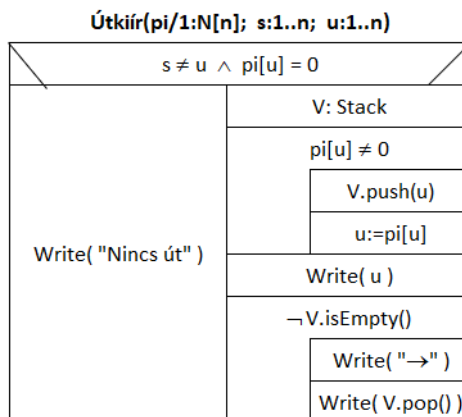 Útkiír(pi/1:N[n]; s:1..n; u:1..n)
s ≠ u ∧ pi[u] = 0
Write( "Nincs út" )
V: Stack
pi[u] ≠ 0
V.push(u)
u:=pi[u]
Write( u )
¬ V.isEmpty()
Write( "→" )
Write( V.pop() )